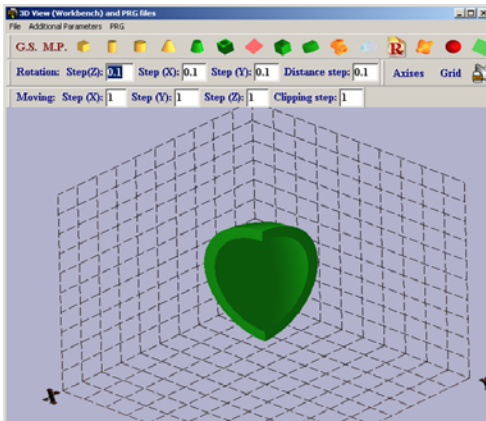 3D View (Workbench) and PRG files
File Additional Parameters PRG
G.S. M.P. R
Rotation: Step(Z): 0.1 Step (X): 0.1 Step (Y): 0.1 Distance step: 0.1 Axises Grid
Moving: Step (X): 1 Step (Y): 1 Step (Z): 1 Clipping step: 1
X Y